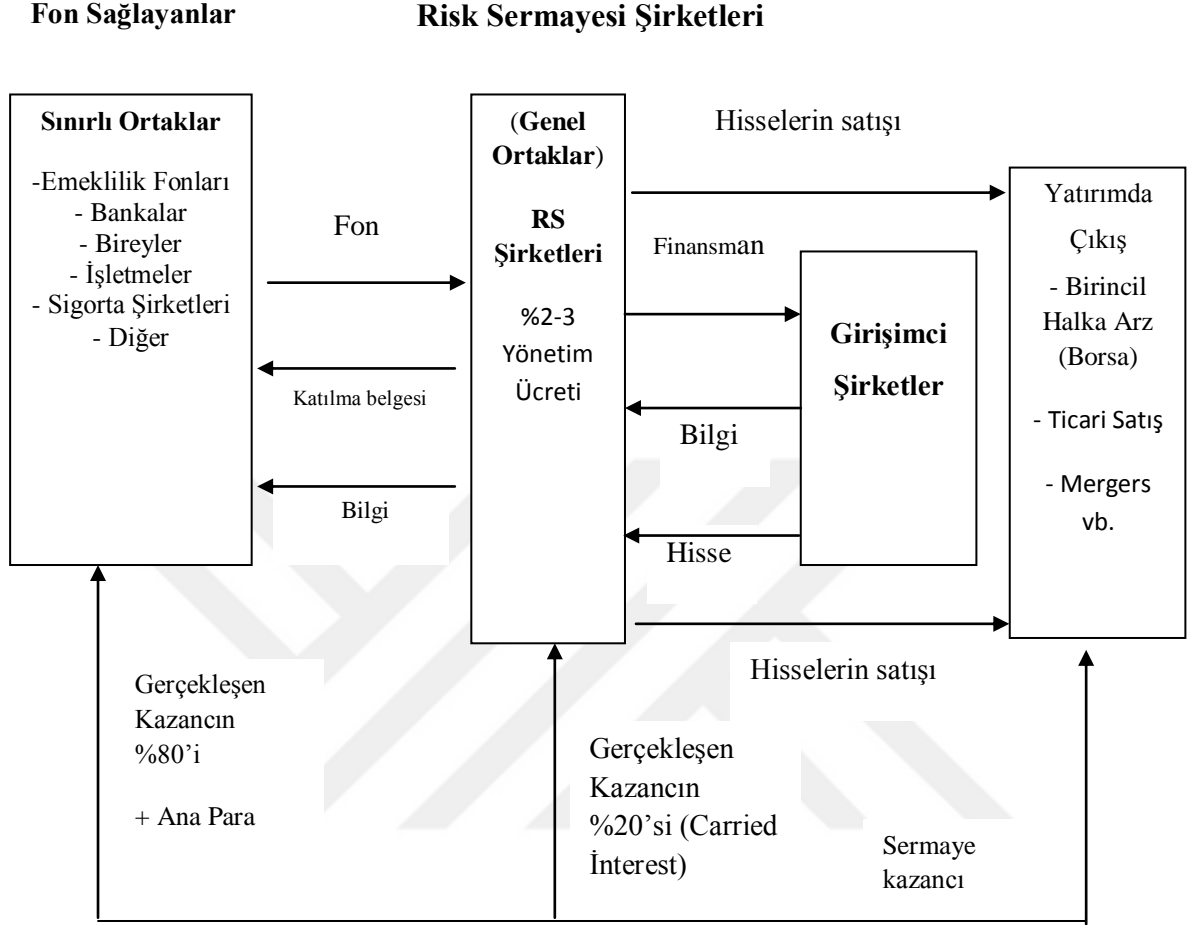 Fon Sağlayanlar
Risk Sermayesi Şirketleri
Sınırlı Ortaklar
-Emeklilik Fonları
- Bankalar
- Bireyler
- İşletmeler
- Sigorta Şirketleri
- Diğer
Fon
Katılma belgesi
Bilgi
(Genel
Ortaklar)
RS
Şirketleri
%2-3
Yönetim
Ücreti
Hisselerin satışı
Finansman
Bilgi
Hisse
Girişimci
Şirketler
Hisselerin satışı
Yatırımda
Çıkış
- Birincil
Halka Arz
(Borsa)
- Ticari Satış
- Mergers
vb.
Gerçekleşen
Kazancın
%80’i
+ Ana Para
Gerçekleşen
Kazancın
%20’si (Carried
İnterest)
Sermaye
kazancı